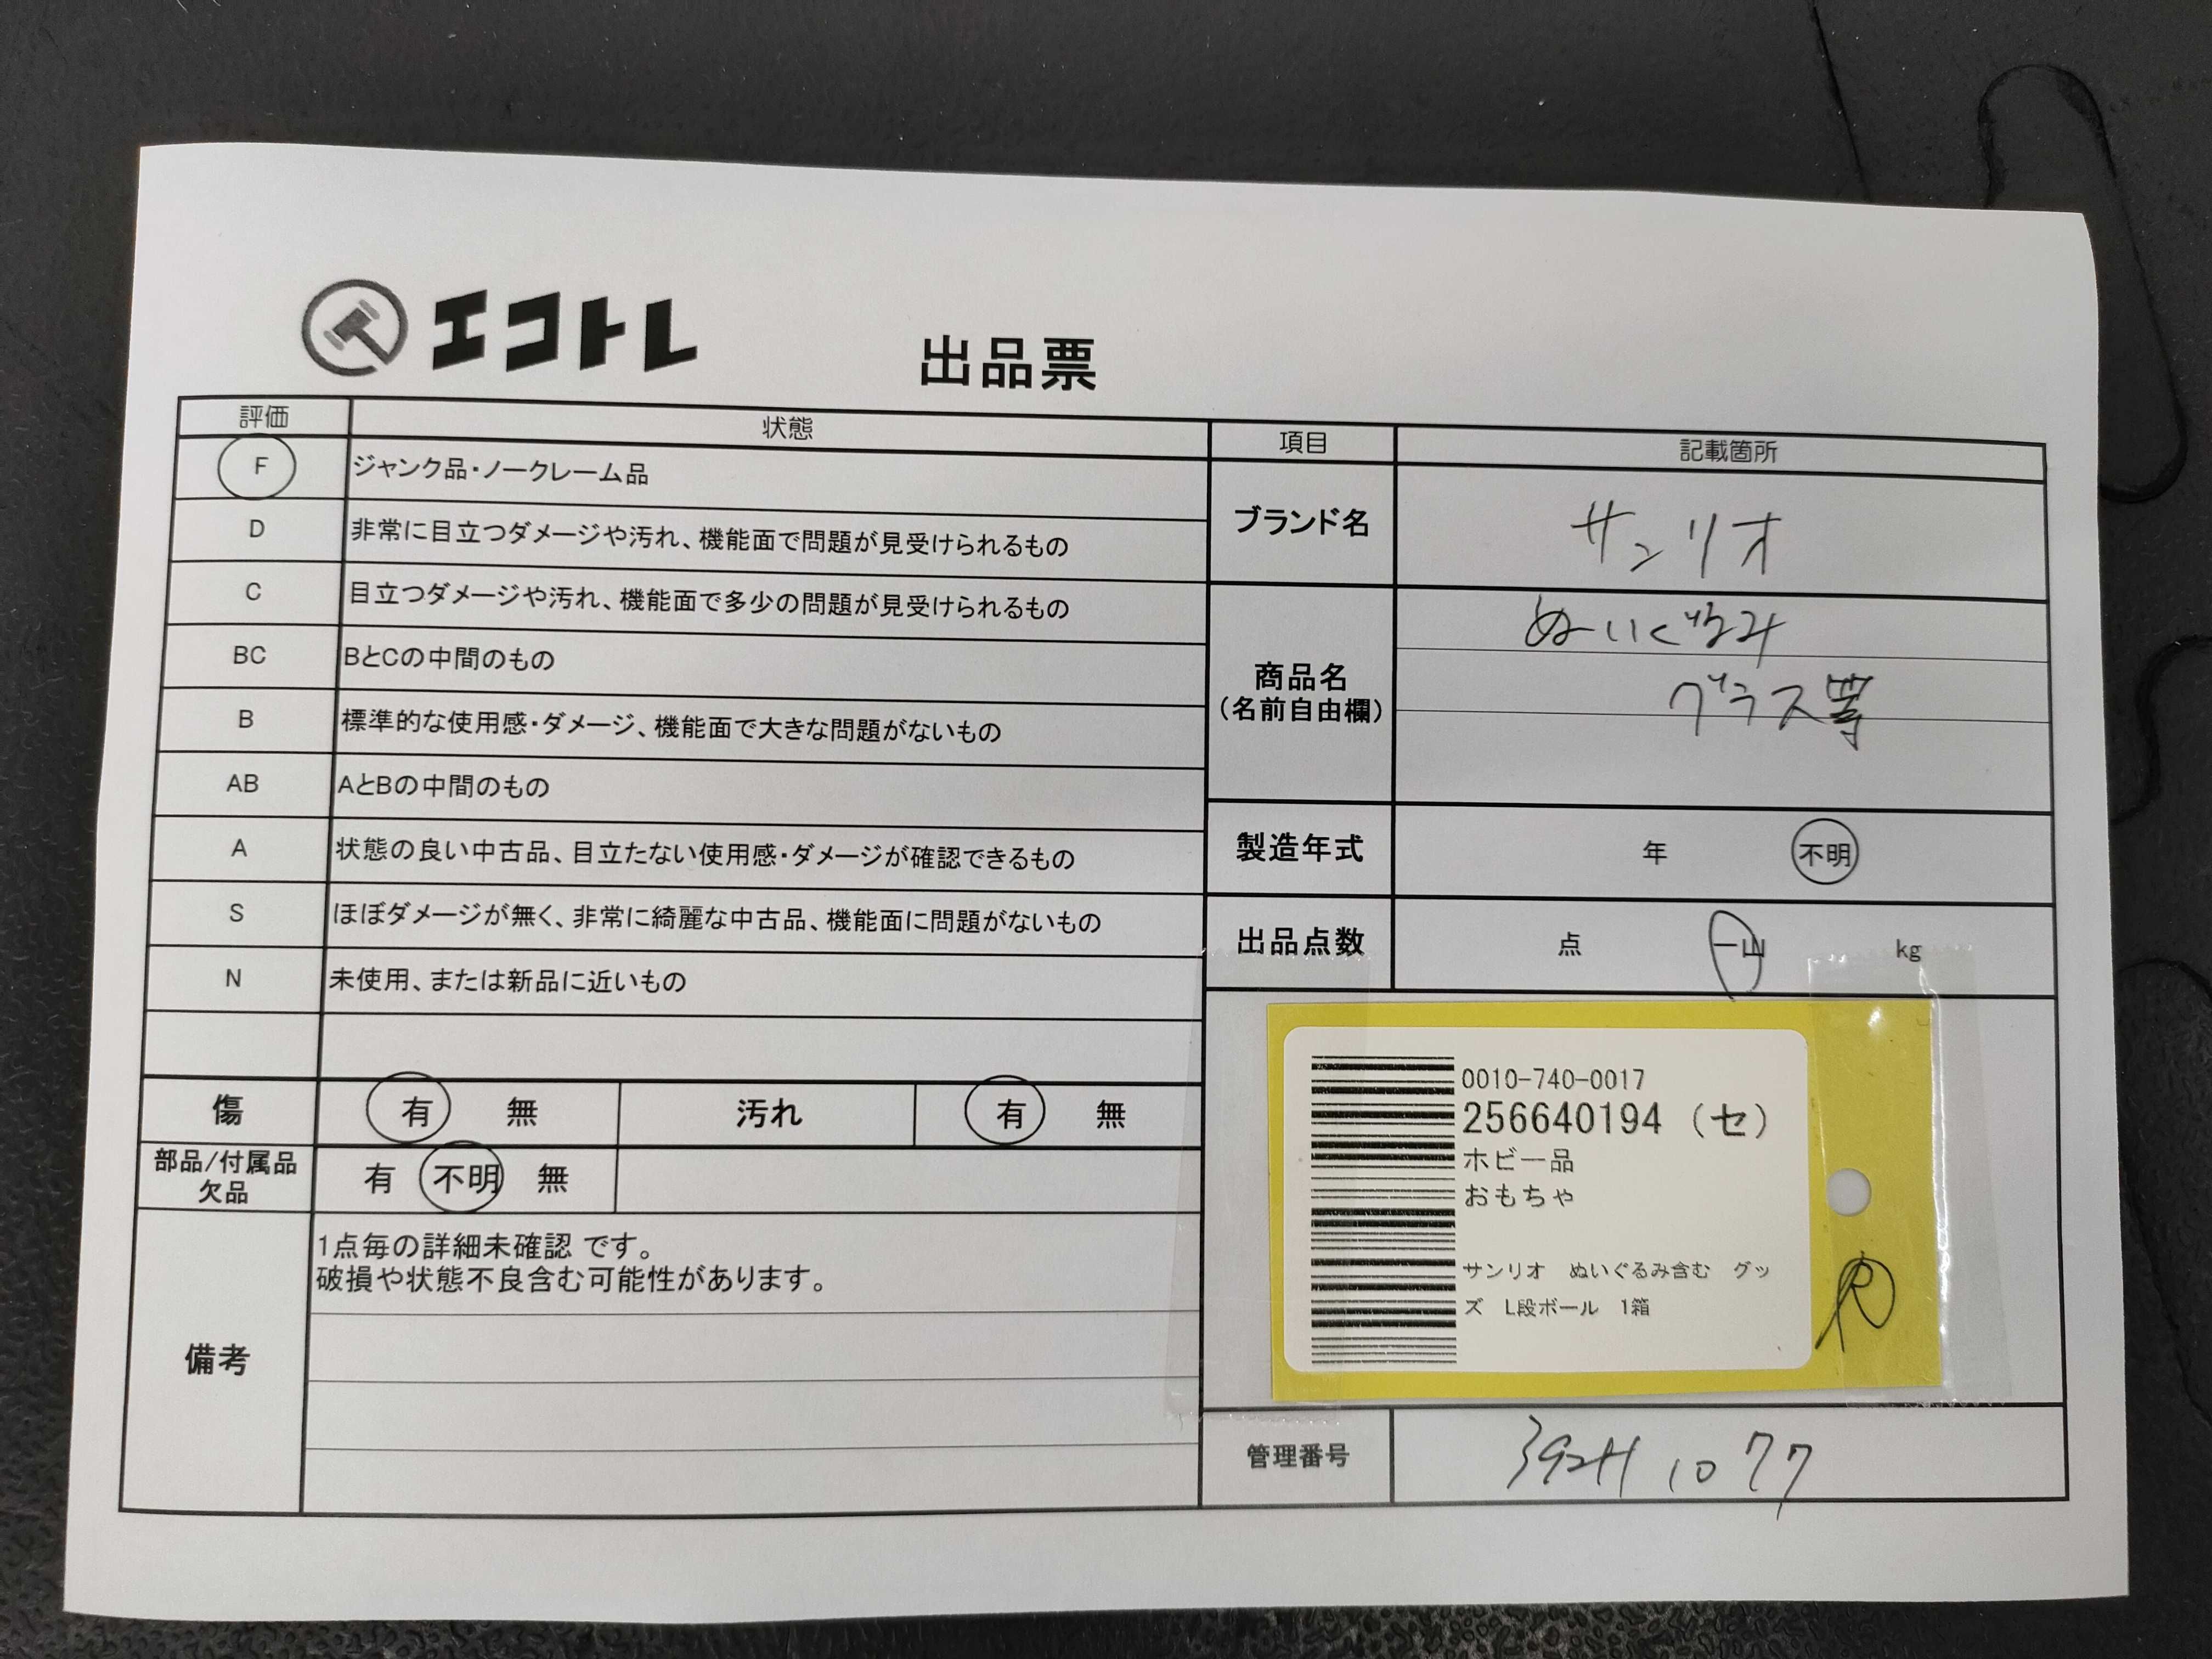 エコトレ
出品票
評価 状態
F ジャンク品・ノークレーム品
D 非常に目立つダメージや汚れ、機能面で問題が見受けられるもの
C 目立つダメージや汚れ、機能面で多少の問題が見受けられるもの
BC BとCの中間のもの
B 標準的な使用感・ダメージ、機能面で大きな問題がないもの
AB AとBの中間のもの
A 状態の良い中古品、目立たない使用感・ダメージが確認できるもの
S ほぼダメージが無く、非常に綺麗な中古品、機能面に問題がないもの
N 未使用、または新品に近いもの
傷 有 無 汚れ 有 無
部品/付属品
欠品
有 不明 無
備考
1点毎の詳細未確認 です。
破損や状態不良含む可能性があります。
項目 記載箇所
ブランド名 サンリオ
商品名
(名前自由欄)
ぬいぐるみ
グラス等
製造年式 年 不明
出品点数 点 一山 kg
0010-740-0017
256640194 (セ)
ホビー品
おもちゃ
サンリオ ぬいぐるみ含む グッ
ズ L段ボール 1箱
管理番号 392H 1077